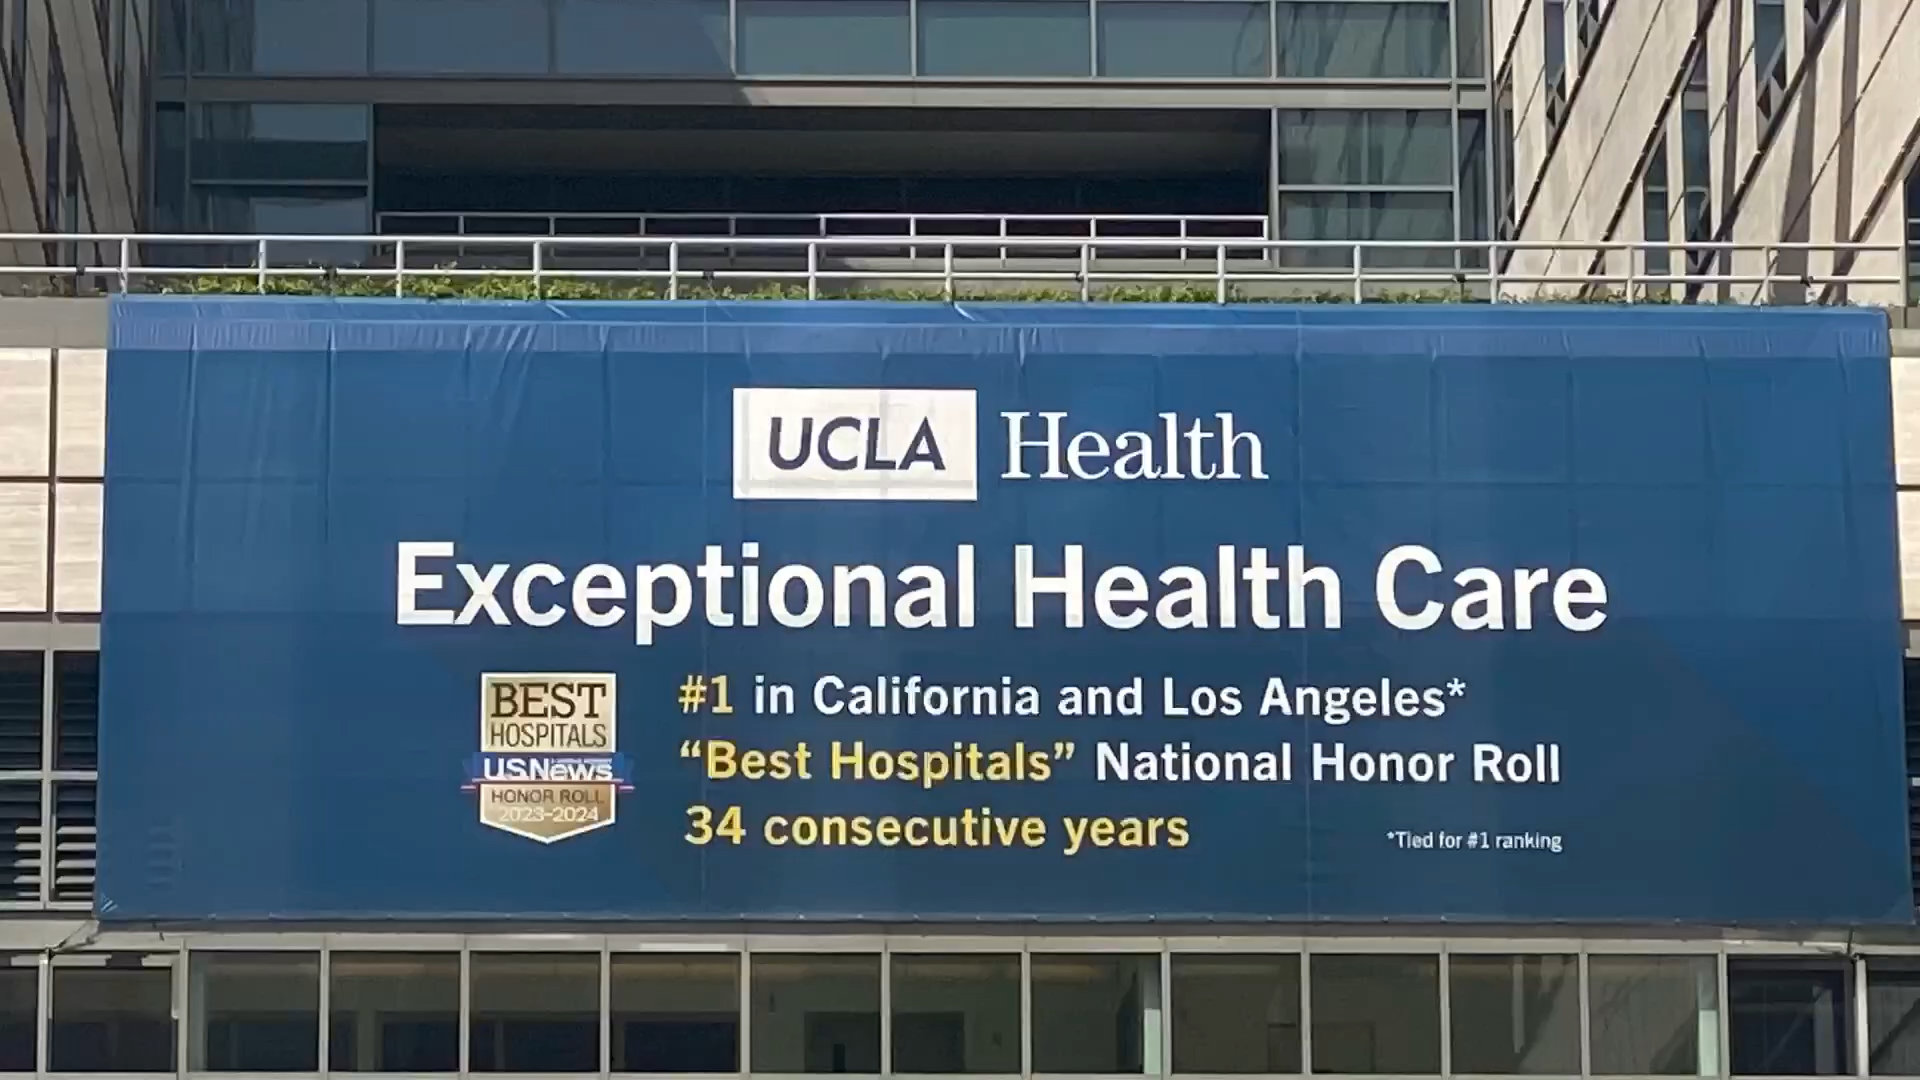 UCLA Health
Exceptional Health Care
BEST
HOSPITALS
USNews
HONOR ROLL
2023-2024
#1 in California and Los Angeles*
“Best Hospitals” National Honor Roll
34 consecutive years
*Tied for #1 ranking